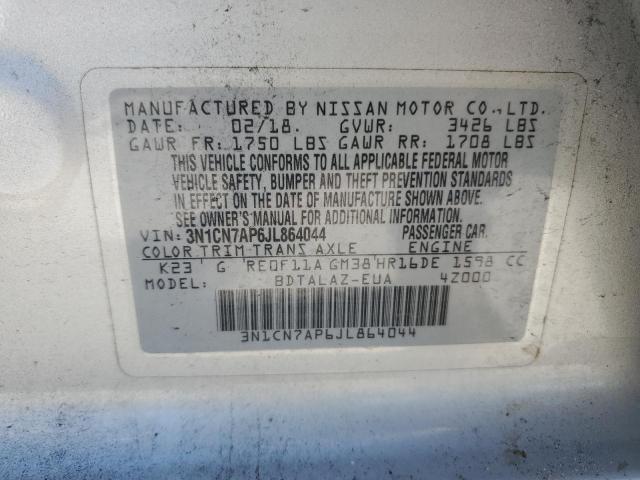 MANUFACTURED BY NISSAN MOTOR CO., LTD.
DATE: 02/18. GVWR: 3426 LBS
GAWR FR: 1750 LBS GAWR RR: 1708 LBS
THIS VEHICLE CONFORMS TO ALL APPLICABLE FEDERAL MOTOR
VEHICLE SAFETY, BUMPER AND THEFT PREVENTION STANDARDS
IN EFFECT ON THE DATE OF MANUFACTURE SHOWN ABOVE.
SEE OWNER'S MANUAL FOR ADDITIONAL INFORMATION.
VIN: 3N1CN7AP6JL864044 PASSENGER CAR.
COLOR TRIM TRANS AXLE ENGINE
K23 G RE0F11A GM38 HR16DE 1598 CC
MODEL: BDTALAZ-EUA 4Z000
3N1CN7AP6JL864044